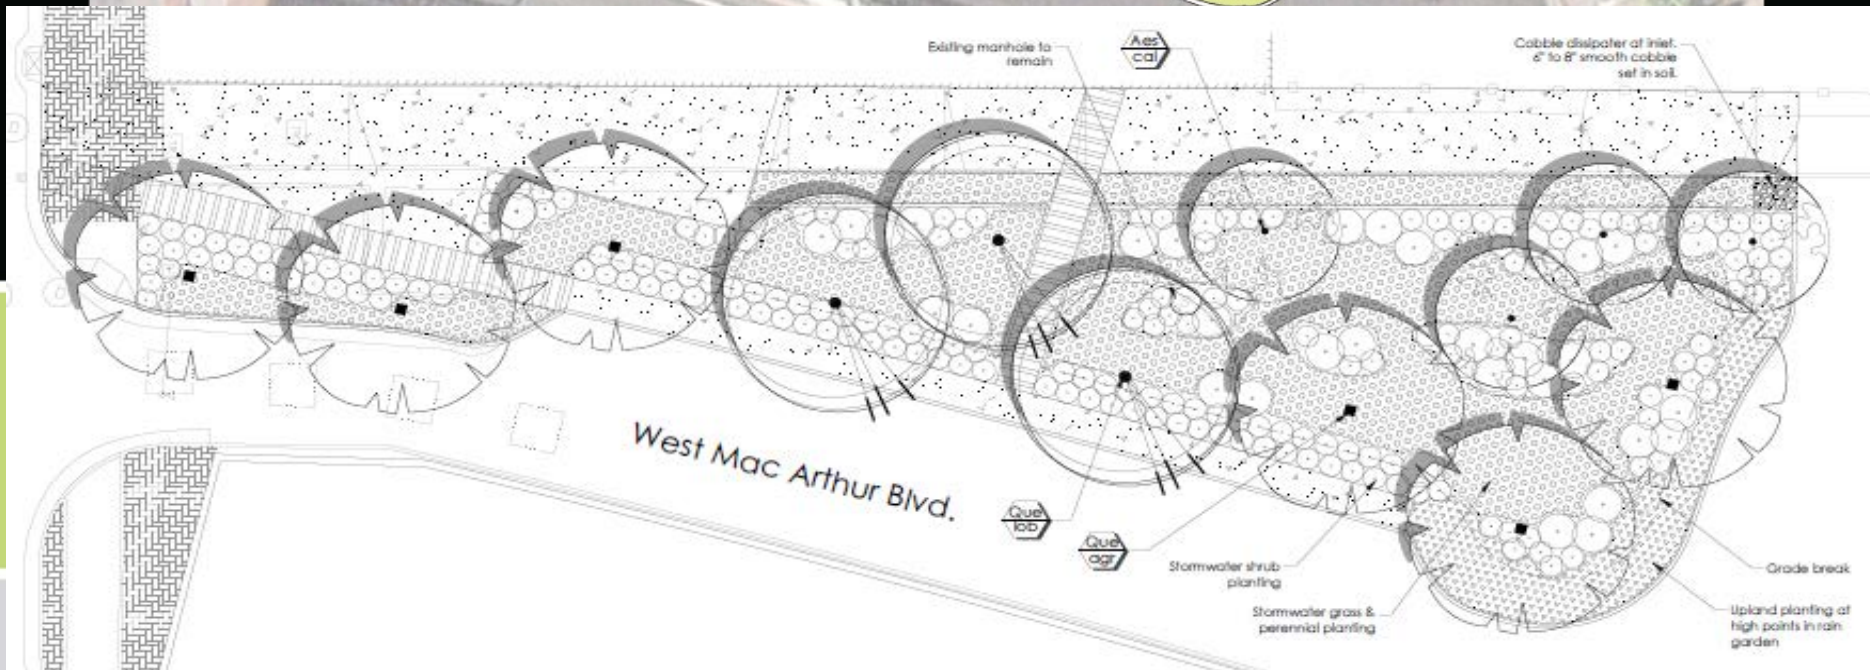 Existing manhole to
remain
Aes
cal
Cobble dissipater at inlet.
6" to 8" smooth cobble
set in soil.
West Mac Arthur Blvd.
Que
lob
Que
agr
Stormwater shrub
planting
Stormwater grass &
perennial planting
Grade break
Upland planting at
high points in rain
garden